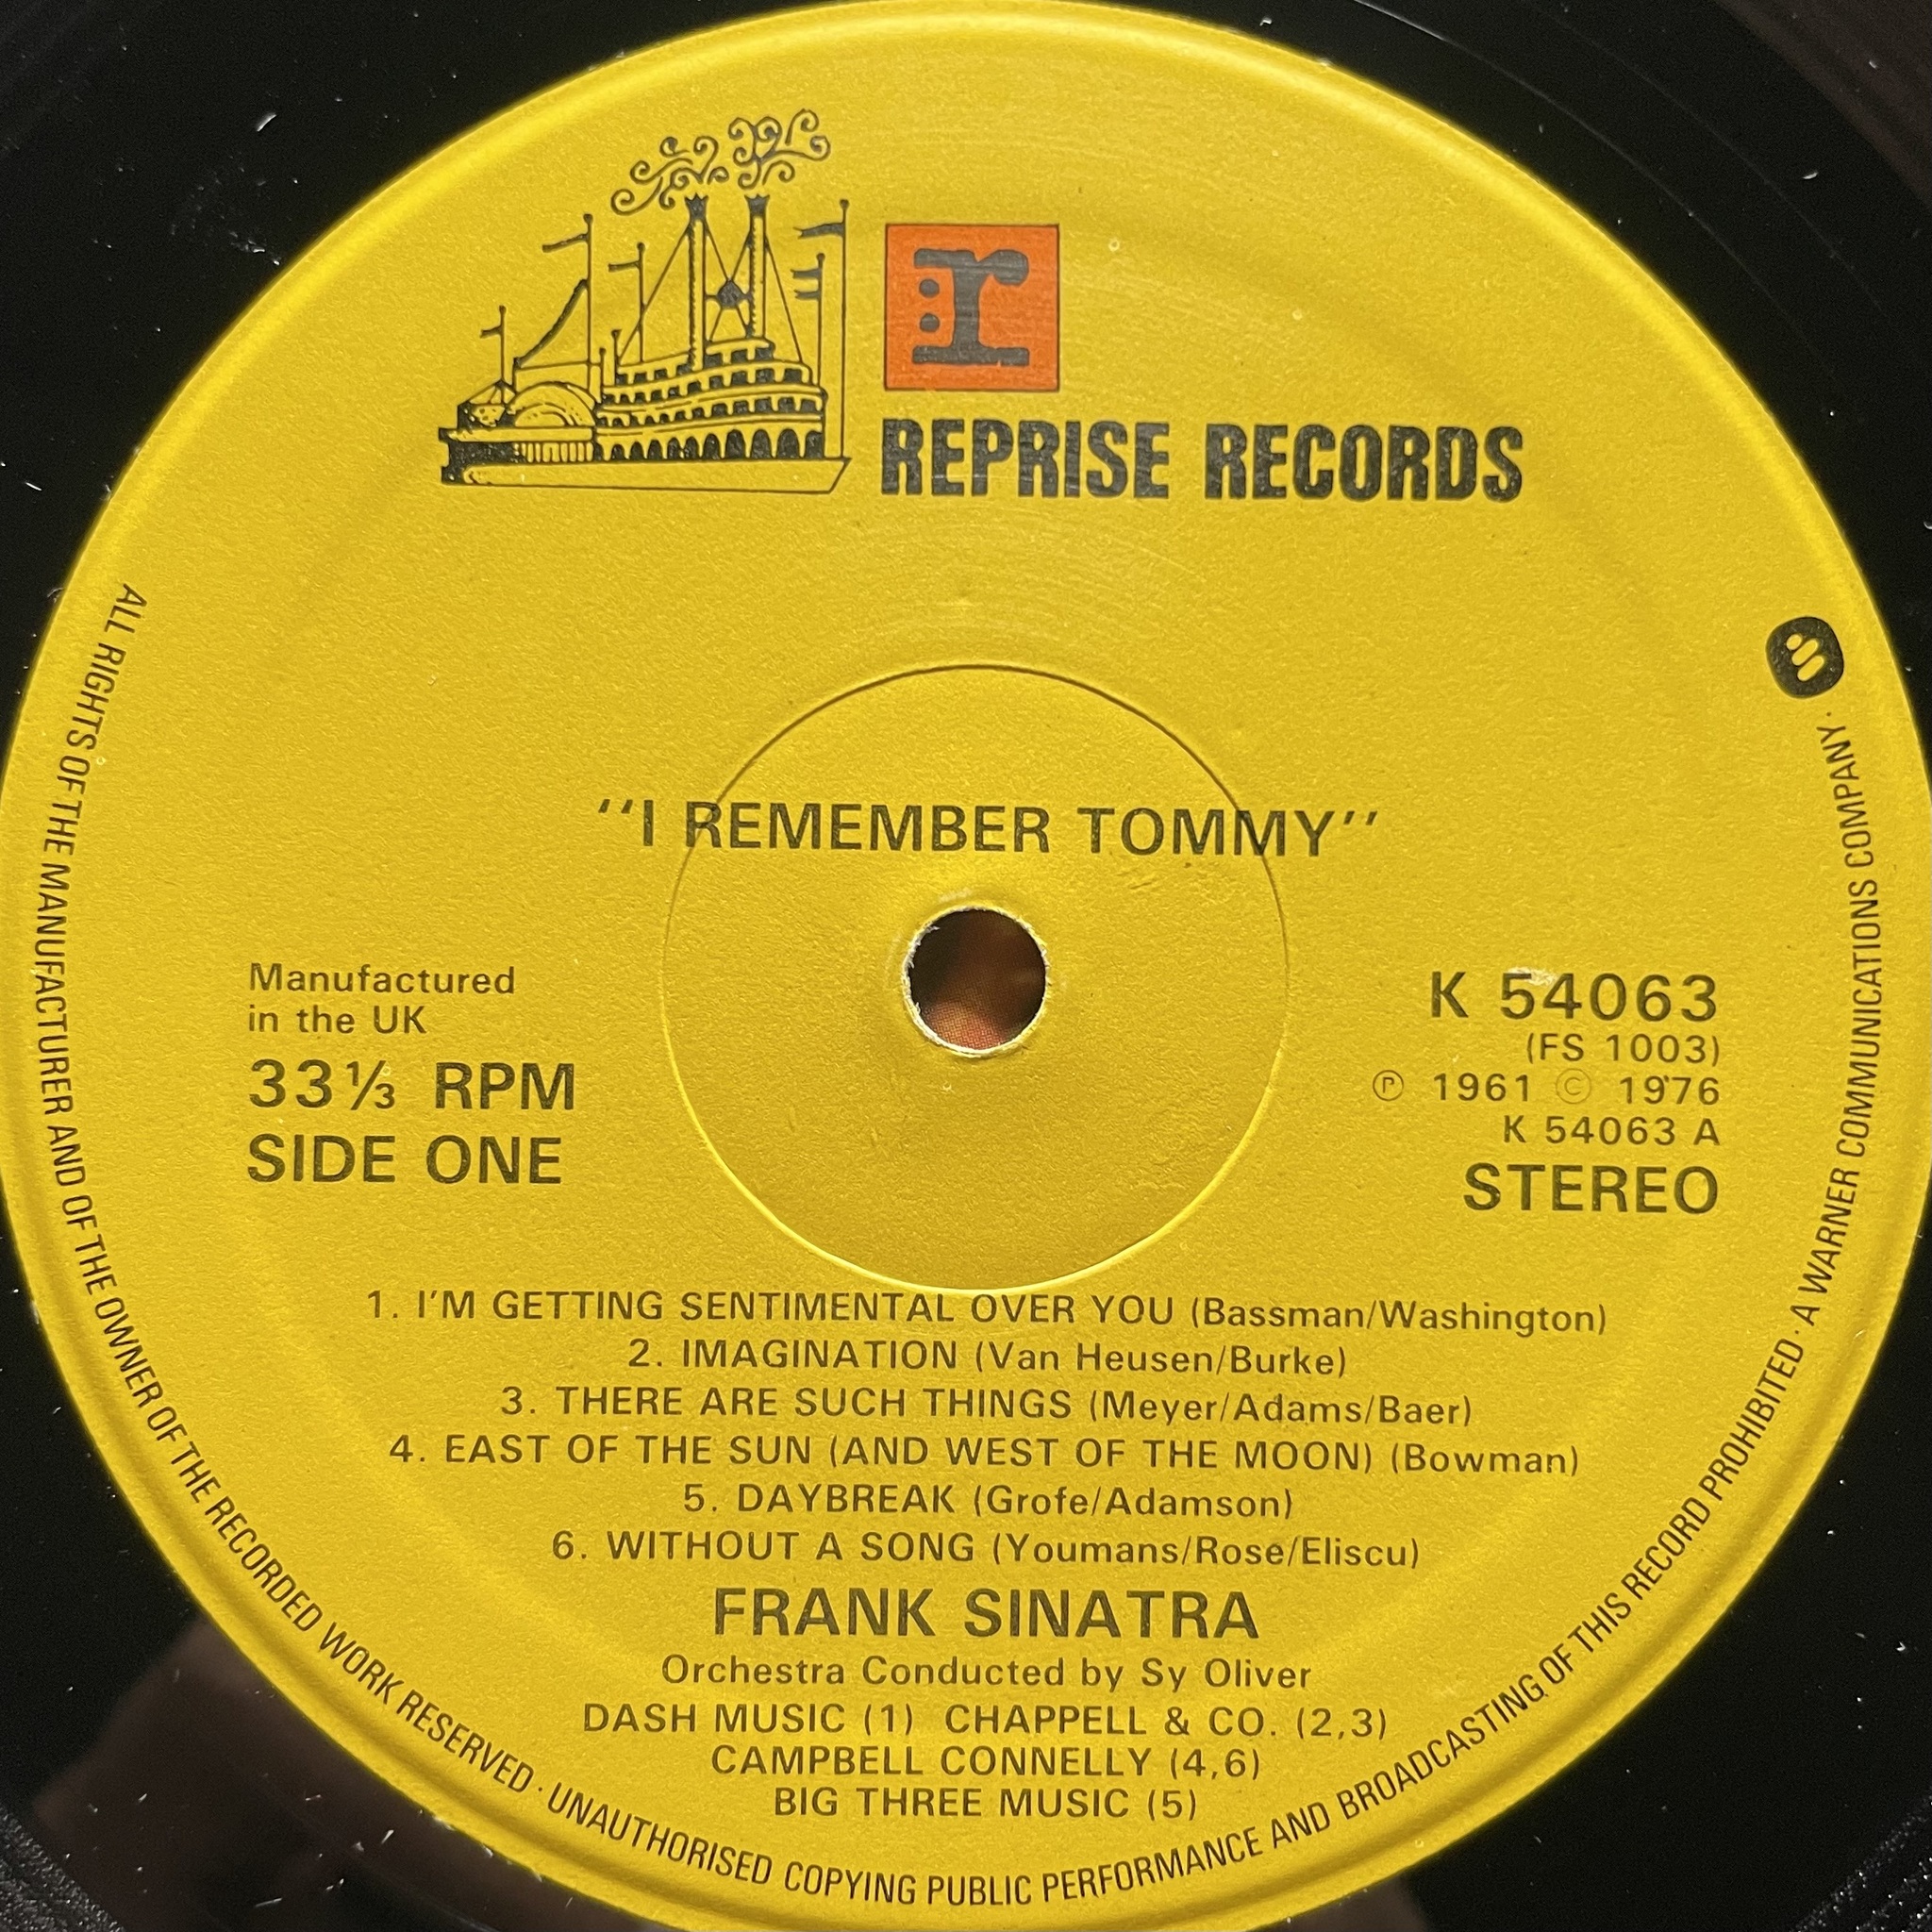 r:
REPRISE RECORDS
"I REMEMBER TOMMY"
Manufactured
in the UK
33⅓ RPM
SIDE ONE
K 54063
(FS 1003)
℗ 1961 © 1976
K 54063 A
STEREO
1. I'M GETTING SENTIMENTAL OVER YOU (Bassman/Washington)
2. IMAGINATION (Van Heusen/Burke)
3. THERE ARE SUCH THINGS (Meyer/Adams/Baer)
4. EAST OF THE SUN (AND WEST OF THE MOON) (Bowman)
5. DAYBREAK (Grofe/Adamson)
6. WITHOUT A SONG (Youmans/Rose/Eliscu)
FRANK SINATRA
Orchestra Conducted by Sy Oliver
DASH MUSIC (1) CHAPPELL & CO. (2,3)
CAMPBELL CONNELLY (4,6)
BIG THREE MUSIC (5)
ALL RIGHTS OF THE MANUFACTURER AND OF THE OWNER OF THE RECORDED WORK RESERVED · UNAUTHORISED COPYING PUBLIC PERFORMANCE AND BROADCASTING OF THIS RECORD PROHIBITED · A WARNER COMMUNICATIONS COMPANY ·